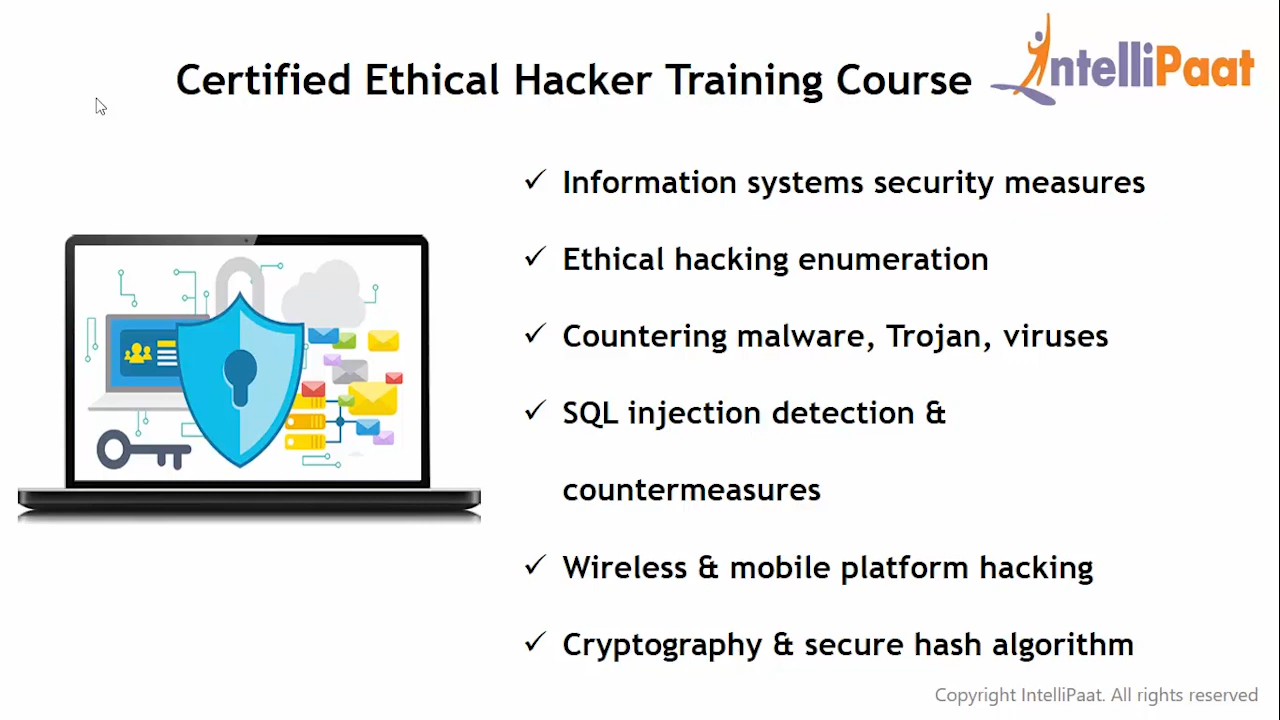 Certified Ethical Hacker Training Course
IntelliPaat
✓ Information systems security measures
✓ Ethical hacking enumeration
✓ Countering malware, Trojan, viruses
✓ SQL injection detection &
countermeasures
✓ Wireless & mobile platform hacking
✓ Cryptography & secure hash algorithm
Copyright IntelliPaat. All rights reserved